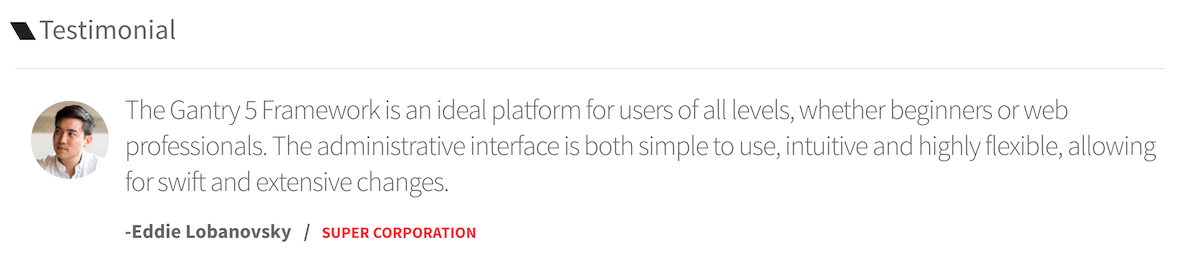 Testimonial
The Gantry 5 Framework is an ideal platform for users of all levels, whether beginners or web
professionals. The administrative interface is both simple to use, intuitive and highly flexible, allowing
for swift and extensive changes.
-Eddie Lobanovsky / SUPER CORPORATION